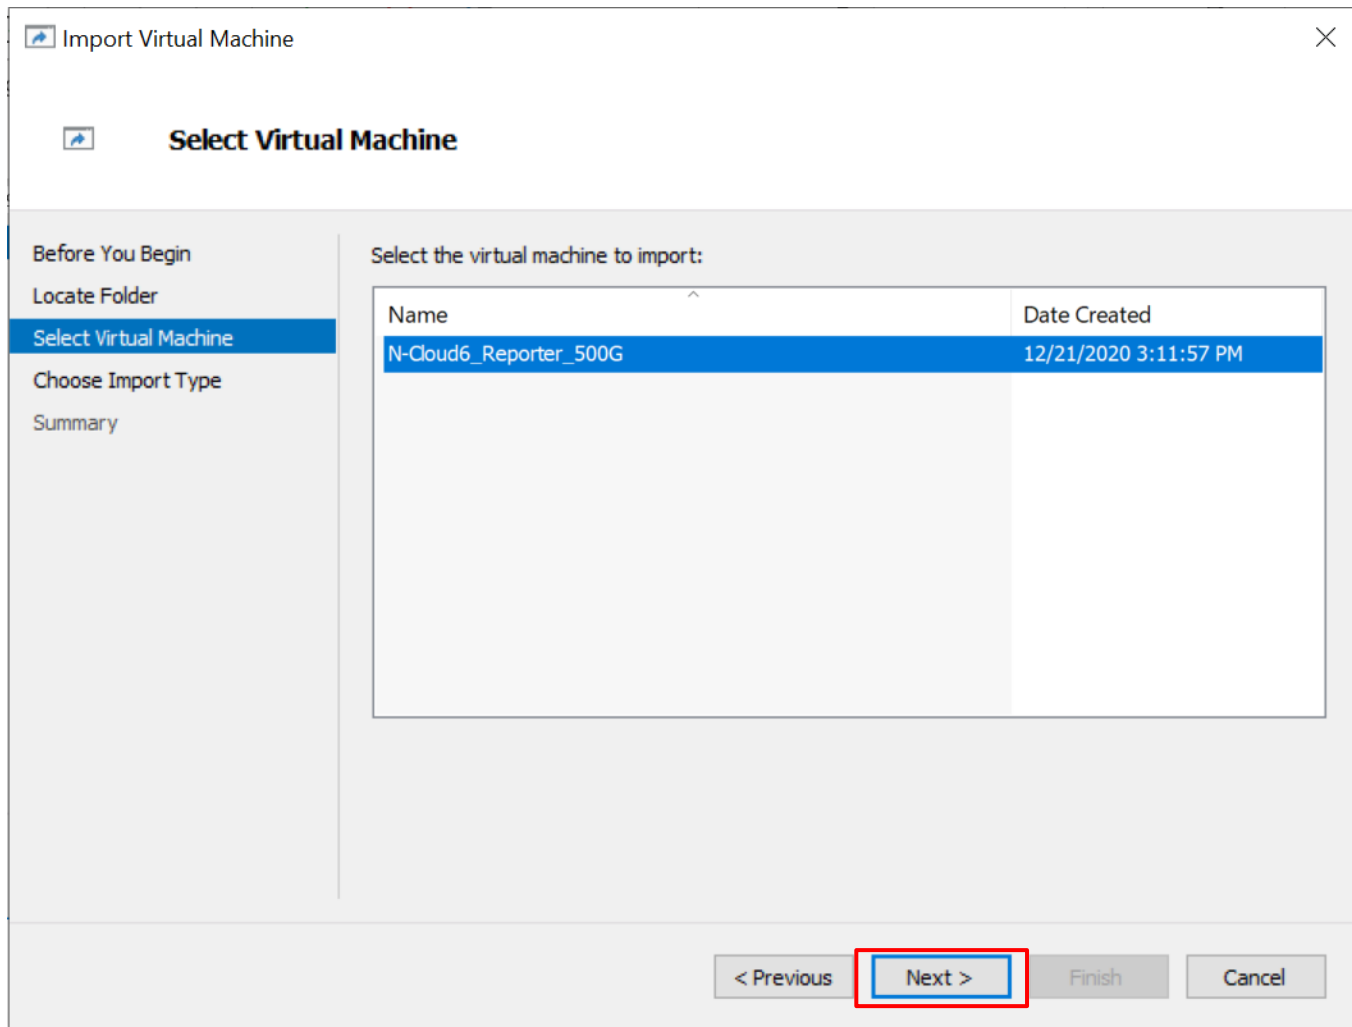 Import Virtual Machine
Select Virtual Machine
Before You Begin
Locate Folder
Select Virtual Machine
Choose Import Type
Summary
Select the virtual machine to import:
Name Date Created
N-Cloud6_Reporter_500G 12/21/2020 3:11:57 PM
< Previous Next > Finish Cancel